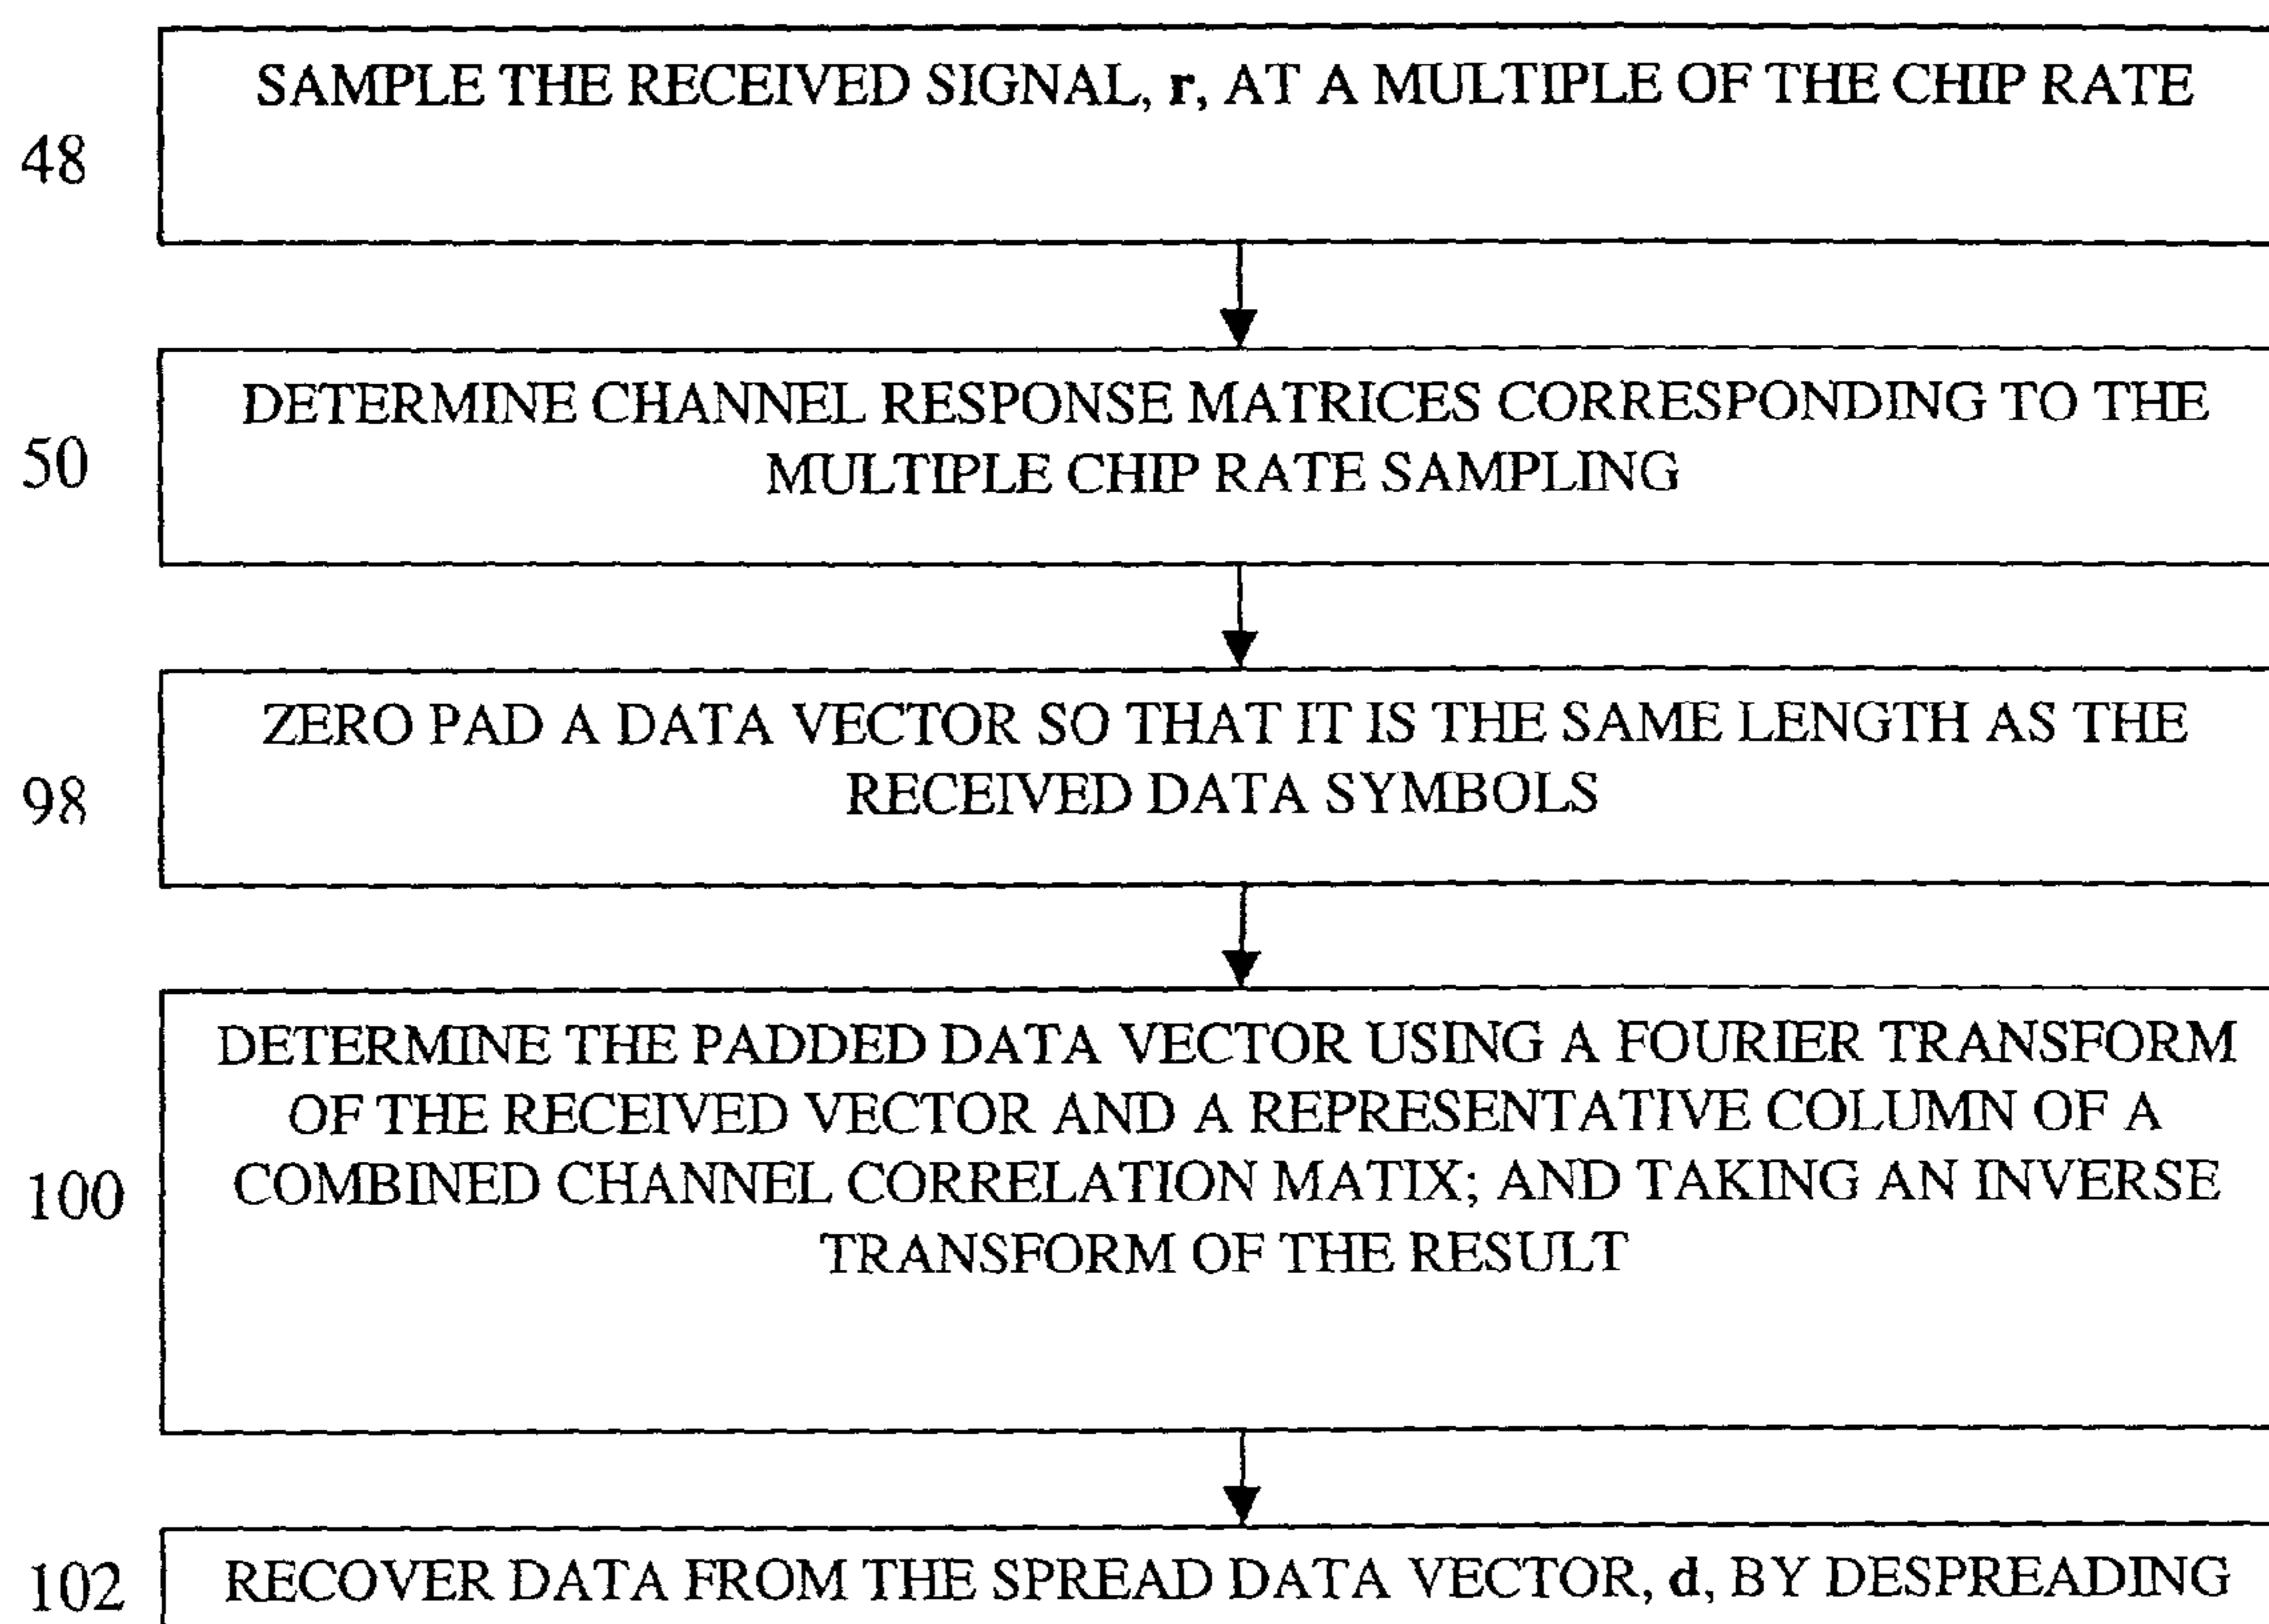 SAMPLE THE RECEIVED SIGNAL, r, AT A MULTIPLE OF THE CHIP RATE
48
DETERMINE CHANNEL RESPONSE MATRICES CORRESPONDING TO THE
MULTIPLE CHIP RATE SAMPLING
50
ZERO PAD A DATA VECTOR SO THAT IT IS THE SAME LENGTH AS THE
RECEIVED DATA SYMBOLS
98
DETERMINE THE PADDED DATA VECTOR USING A FOURIER TRANSFORM
OF THE RECEIVED VECTOR AND A REPRESENTATIVE COLUMN OF A
COMBINED CHANNEL CORRELATION MATIX; AND TAKING AN INVERSE
TRANSFORM OF THE RESULT
100
RECOVER DATA FROM THE SPREAD DATA VECTOR, d, BY DESPREADING
102